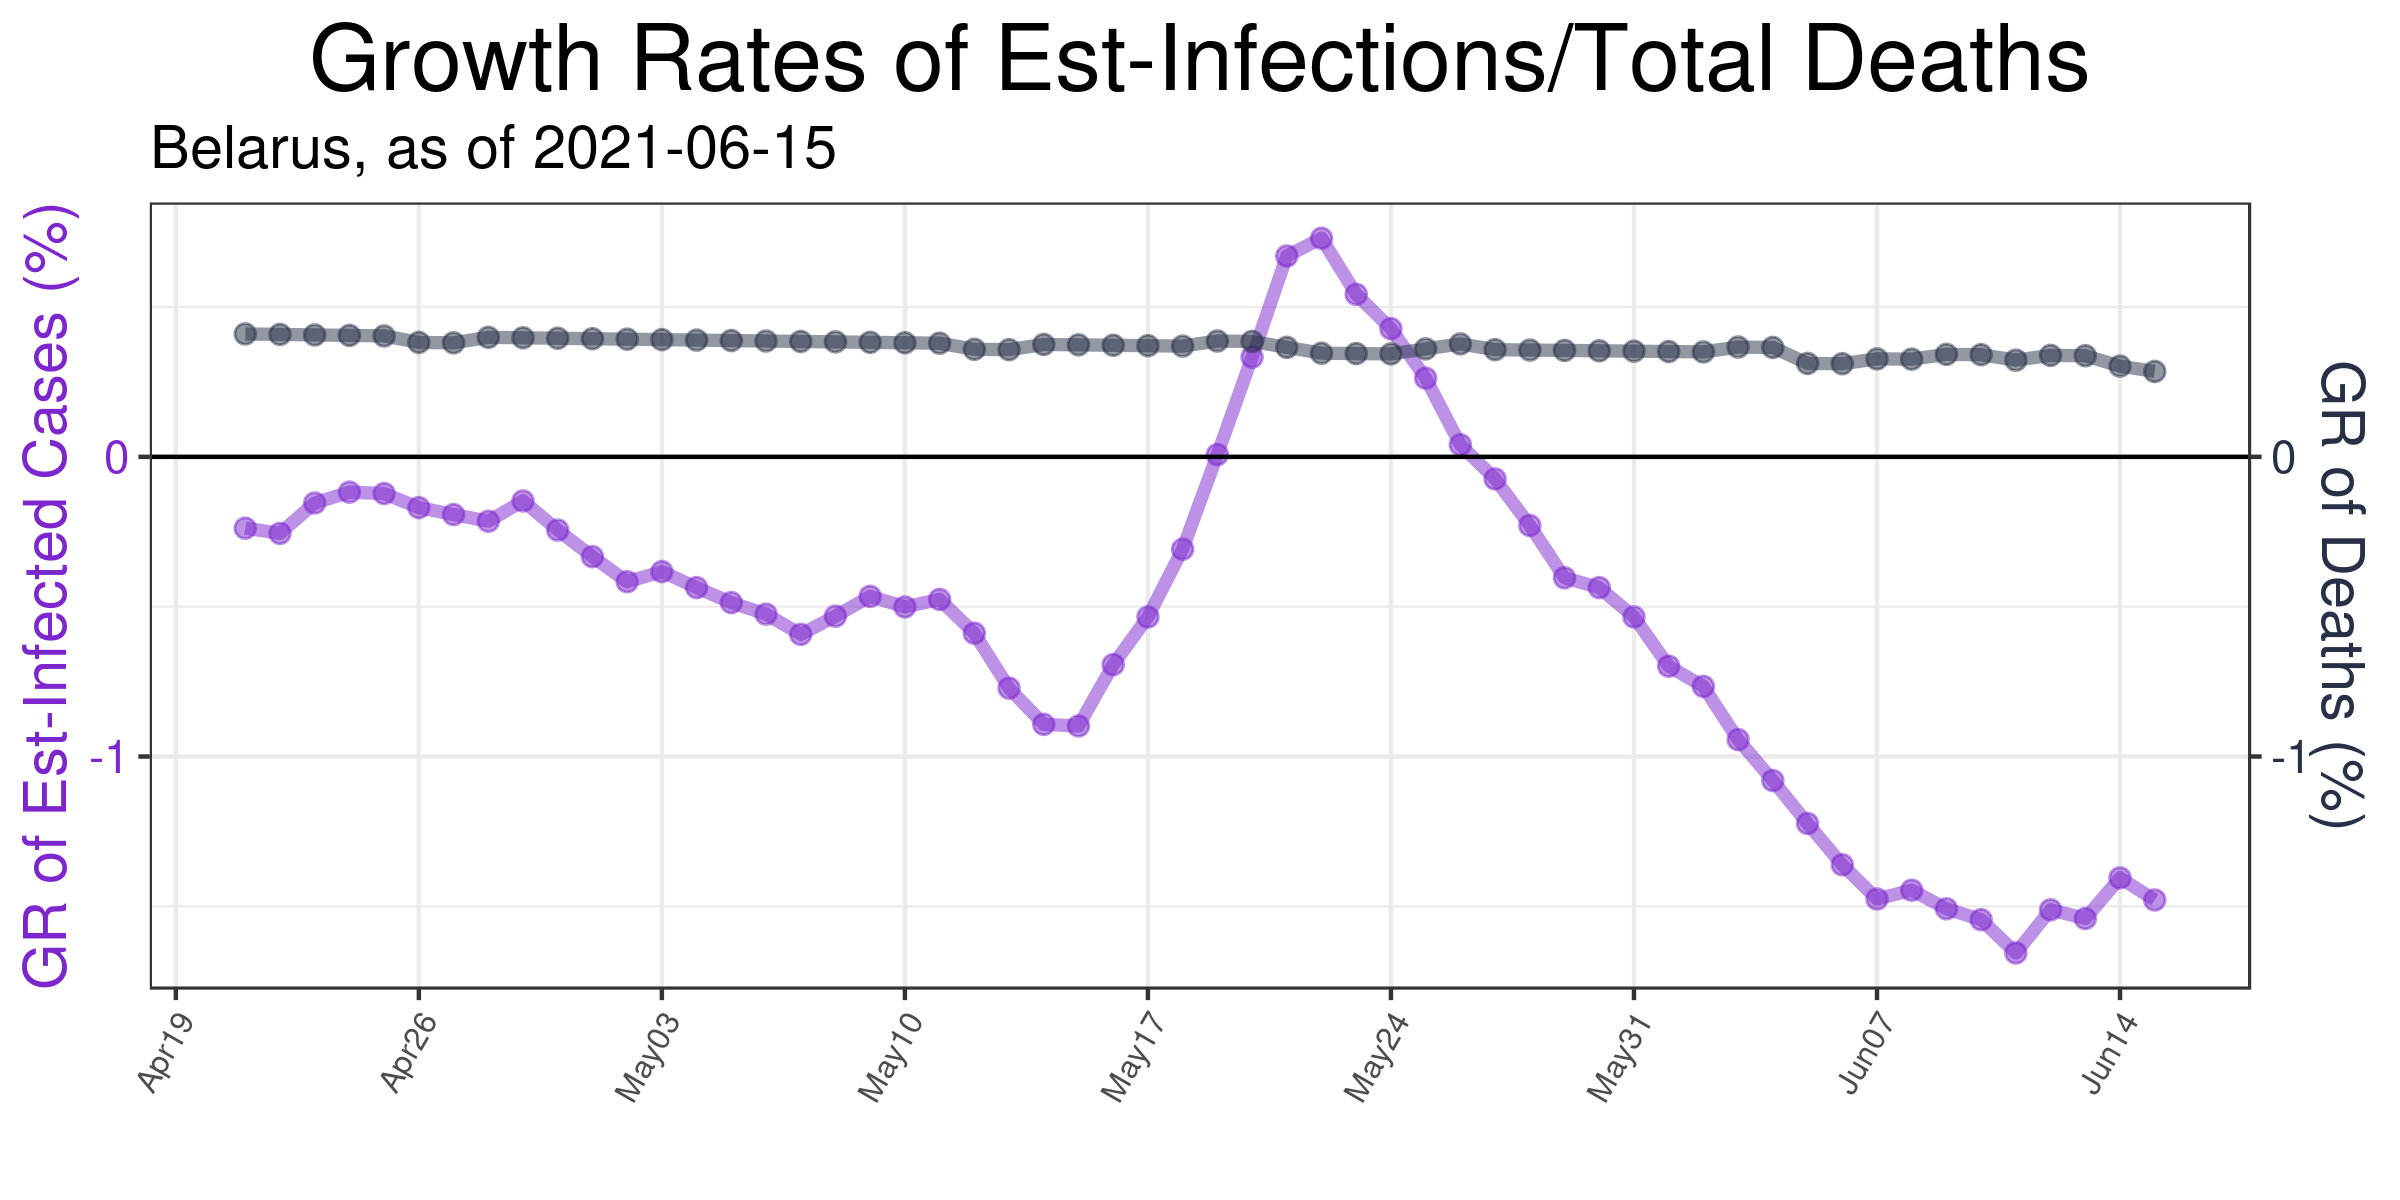 Growth Rates of Est-Infections/Total Deaths
Belarus, as of 2021-06-15
GR of Est-Infected Cases (%)
0
-1
GR of Deaths (%)
0
-1
Apr19
Apr26
May03
May10
May17
May24
May31
Jun07
Jun14